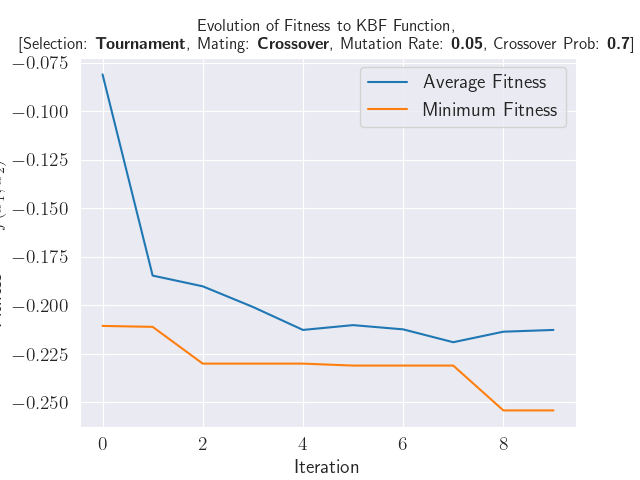 Evolution of Fitness to KBF Function,
[Selection: Tournament, Mating: Crossover, Mutation Rate: 0.05, Crossover Prob: 0.7]
Average Fitness
Minimum Fitness
−0.075
−0.100
−0.125
−0.150
−0.175
−0.200
−0.225
−0.250
0 2 4 6 8
Iteration